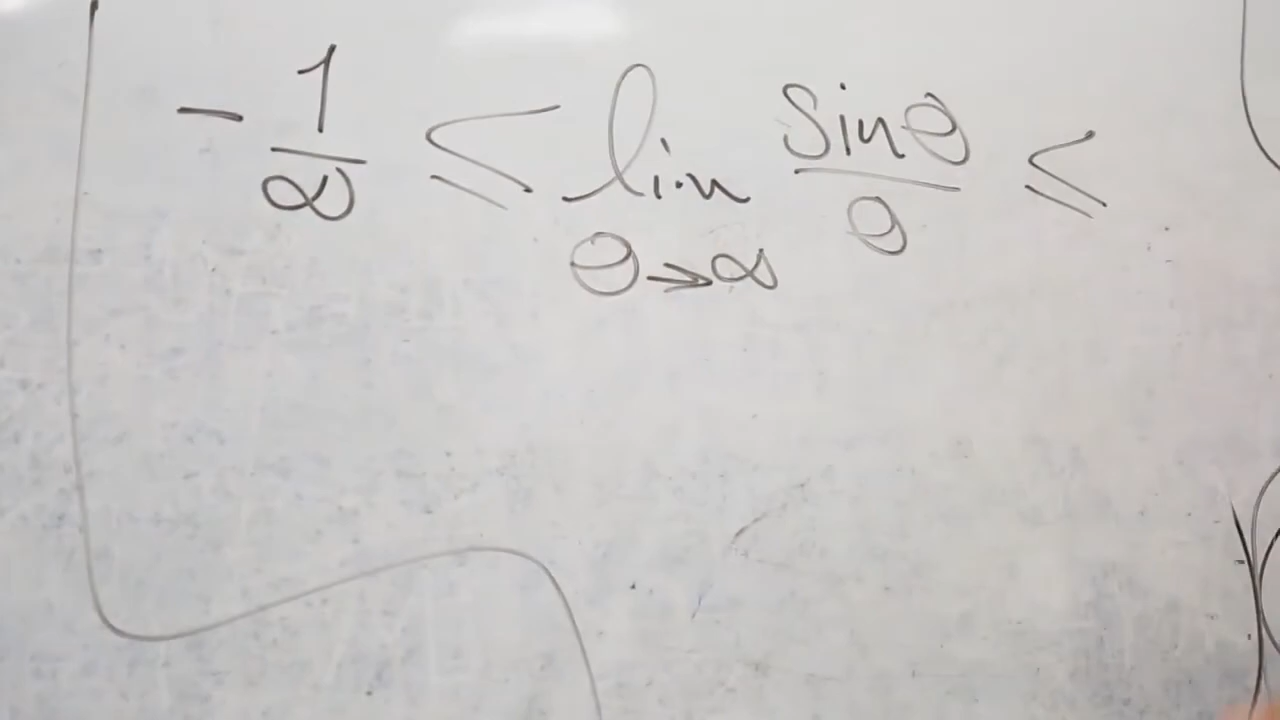 -1/∞ ≤ lim θ→∞ sinθ/θ ≤